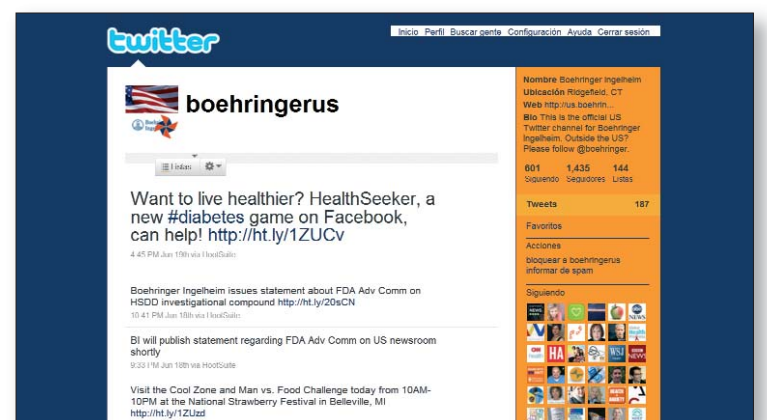 twitter
Inicio Perfil Buscar gente Configuración Ayuda Cerrar sesión
boehringerus
Listas
Want to live healthier? HealthSeeker, a
new #diabetes game on Facebook,
can help! http://ht.ly/1ZUCv
4:45 PM Jun 19th via HootSuite
Boehringer Ingelheim issues statement about FDA Adv Comm on
HSDD investigational compound http://ht.ly/20sCN
10:41 PM Jun 18th via HootSuite
BI will publish statement regarding FDA Adv Comm on US newsroom
shortly
9:33 PM Jun 18th via HootSuite
Visit the Cool Zone and Man vs. Food Challenge today from 10AM-
10PM at the National Strawberry Festival in Belleville, MI
http://ht.ly/1ZUzd
Nombre Boehringer Ingelheim
Ubicación Ridgefield, CT
Web http://us.boehrin...
Bio This is the official US
Twitter channel for Boehringer
Ingelheim. Outside the US?
Please follow @boehringer.
601 1,435 144
Siguiendo Seguidores Listas
Tweets 187
Favoritos
Acciones
bloquear a boehringerus
informar de spam
Siguiendo
NEWS
HA
WSJ
NEWS